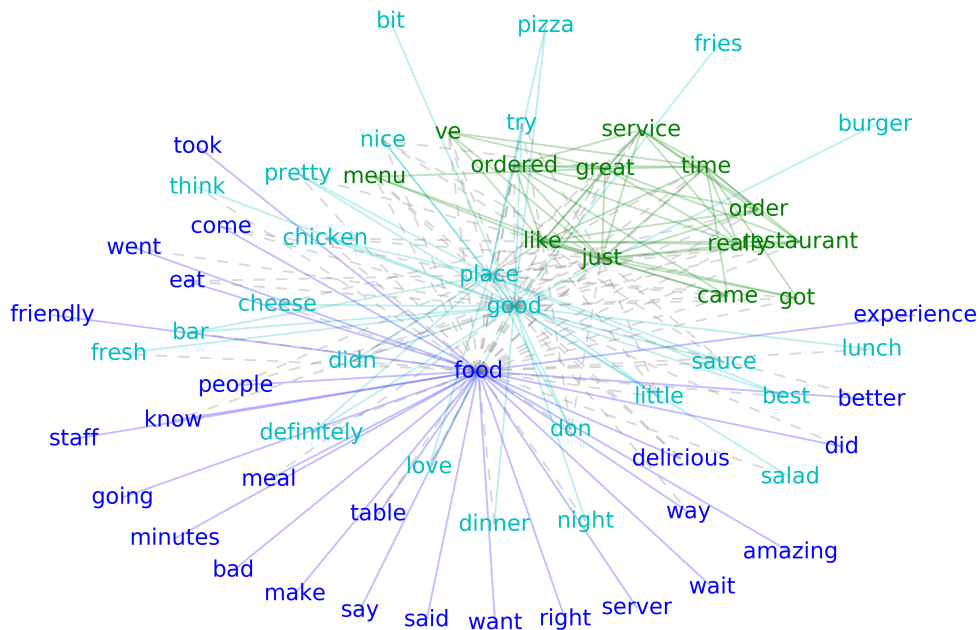 bit
pizza
fries
try
burger
ve
service
nice
took
ordered
great
time
pretty
menu
think
order
come
chicken
like
really
restaurant
went
just
place
eat
came
got
cheese
good
friendly
experience
bar
fresh
lunch
didn
sauce
food
people
little
best
better
know
don
definitely
staff
did
delicious
love
meal
salad
going
table
way
dinner
night
minutes
amazing
bad
wait
make
say
server
said
right
want